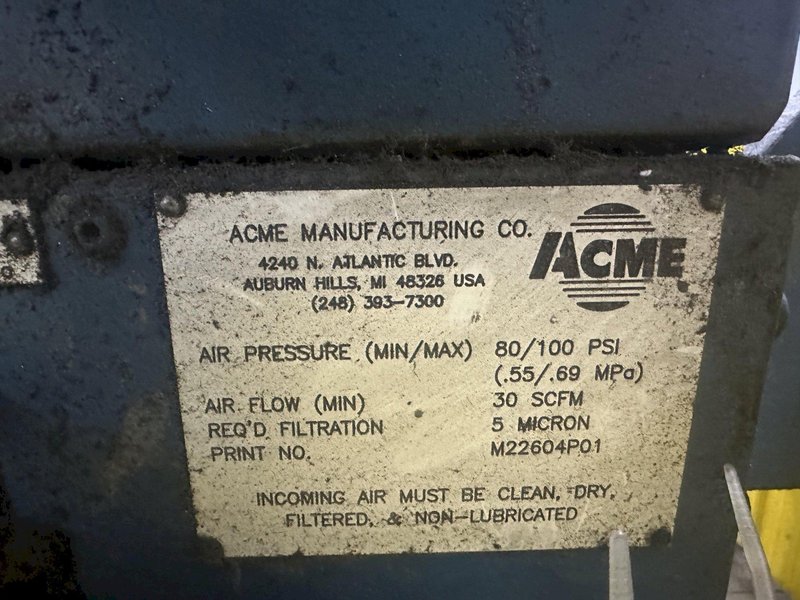 ACME MANUFACTURING CO.
4240 N. ATLANTIC BLVD.
AUBURN HILLS, MI 48326 USA
(248) 393-7300
ACME
AIR PRESSURE (MIN/MAX) 80/100 PSI
(.55/.69 MPa)
AIR FLOW (MIN) 30 SCFM
REQ'D FILTRATION 5 MICRON
PRINT NO. M22604P01
INCOMING AIR MUST BE CLEAN, DRY,
FILTERED, & NON-LUBRICATED